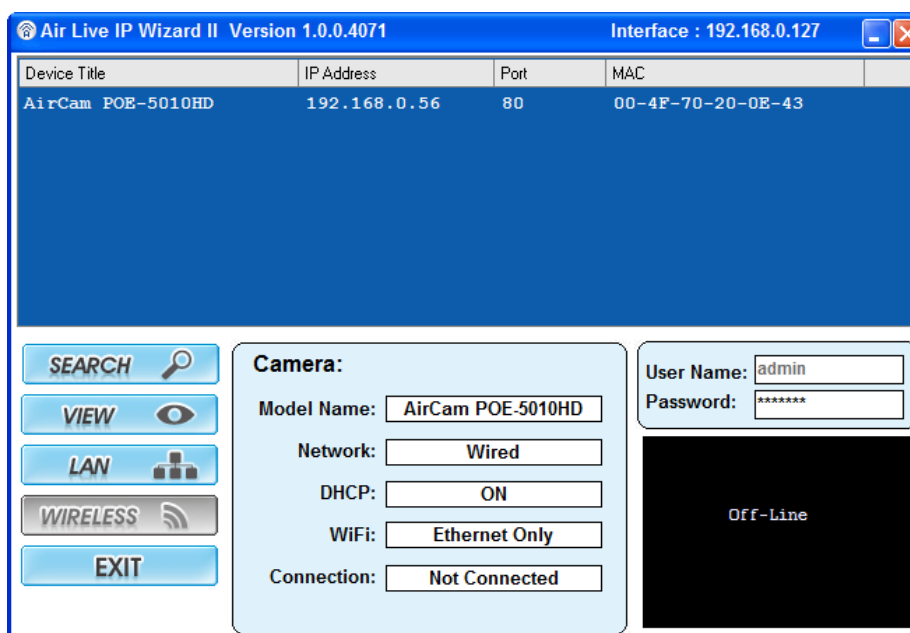 Air Live IP Wizard II Version 1.0.0.4071 Interface : 192.168.0.127
Device Title IP Address Port MAC
AirCam POE-5010HD 192.168.0.56 80 00-4F-70-20-0E-43
SEARCH
VIEW
LAN
WIRELESS
EXIT
Camera:
Model Name: AirCam POE-5010HD
Network: Wired
DHCP: ON
WiFi: Ethernet Only
Connection: Not Connected
User Name: admin
Password: *******
Off-Line